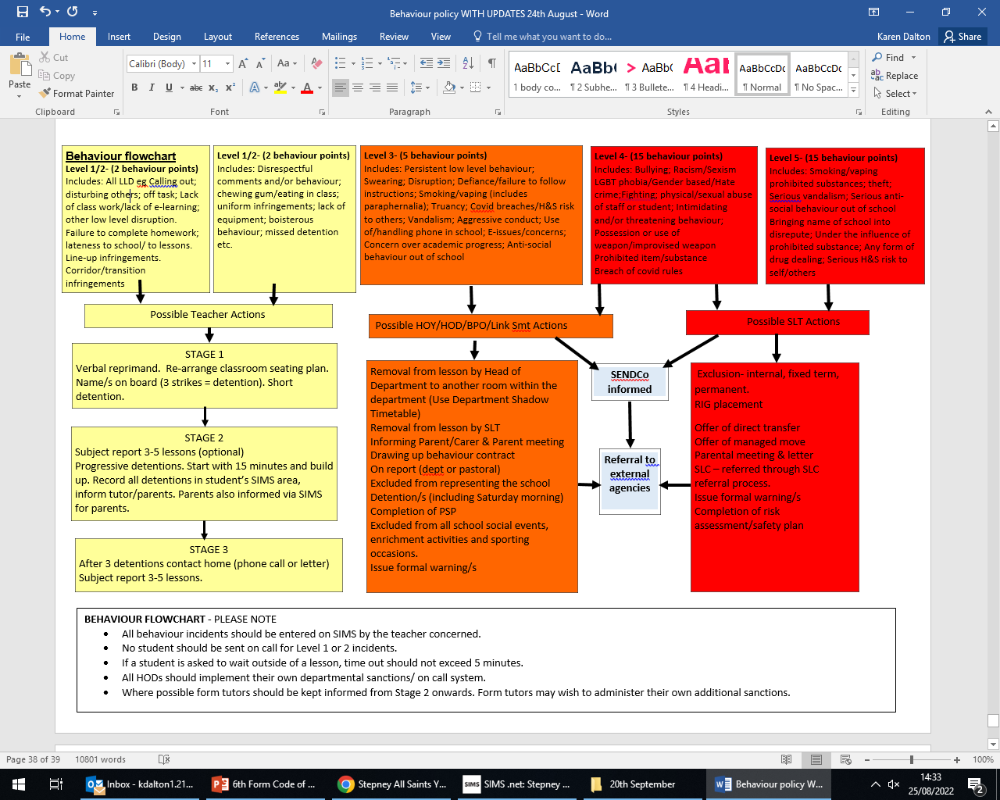 Behaviour policy WITH UPDATES 24th August - Word
File
Home
Insert
Design
Layout
References
Mailings
Review
View
Tell me what you want to do...
Karen Dalton
Share
Paste
Cut
Copy
Format Painter
Clipboard
Calibri (Body)
11
Font
Paragraph
AaBbCcD
¶ 1 body co...
AaBb
¶ 2 Subhe...
> AaBb(
¶ 3 Bullete...
AaB
¶ 4 Headi...
AaBbCcDc
¶ Normal
AaBbCcDc
¶ No Spac...
Styles
Find
Replace
Select
Editing
Behaviour flowchart
Level 1/2- (2 behaviour points)
Includes: All LLD eg Calling out;
disturbing others; off task; Lack
of class work/lack of e-learning;
other low level disruption.
Failure to complete homework;
lateness to school/ to lessons.
Line-up infringements.
Corridor/transition
infringements
Level 1/2- (2 behaviour points)
Includes: Disrespectful
comments and/or behaviour;
chewing gum/eating in class;
uniform infringements; lack of
equipment; boisterous
behaviour; missed detention
etc.
Level 3- (5 behaviour points)
Includes: Persistent low level behaviour;
Swearing; Disruption; Defiance/failure to follow
instructions; Smoking/vaping (includes
paraphernalia); Truancy; Covid breaches/H&S risk
to others; Vandalism; Aggressive conduct; Use
of/handling phone in school; E-issues/concerns;
Concern over academic progress; Anti-social
behaviour out of school
Level 4- (15 behaviour points)
Includes: Bullying; Racism/Sexism
LGBT phobia/Gender based/Hate
crime;Fighting; physical/sexual abuse
of staff or student; Intimidating
and/or threatening behaviour;
Possession or use of
weapon/improvised weapon
Prohibited item/substance
Breach of covid rules
Level 5- (15 behaviour points)
Includes: Smoking/vaping
prohibited substances; theft;
Serious vandalism; Serious anti-
social behaviour out of school
Bringing name of school into
disrepute; Under the influence of
prohibited substance; Any form of
drug dealing; Serious H&S risk to
self/others
Possible Teacher Actions
Possible HOY/HOD/BPO/Link Smt Actions
Possible SLT Actions
STAGE 1
Verbal reprimand. Re-arrange classroom seating plan.
Name/s on board (3 strikes = detention). Short
detention.
STAGE 2
Subject report 3-5 lessons (optional)
Progressive detentions. Start with 15 minutes and build
up. Record all detentions in student's SIMS area,
inform tutor/parents. Parents also informed via SIMS
for parents.
STAGE 3
After 3 detentions contact home (phone call or letter)
Subject report 3-5 lessons.
Removal from lesson by Head of
Department to another room within the
department (Use Department Shadow
Timetable)
Removal from lesson by SLT
Informing Parent/Carer & Parent meeting
Drawing up behaviour contract
On report (dept or pastoral)
Excluded from representing the school
Detention/s (including Saturday morning)
Completion of PSP
Excluded from all school social events,
enrichment activities and sporting
occasions.
Issue formal warning/s
SENDCo
informed
Referral to
external
agencies
Exclusion- Internal, fixed term,
permanent.
RIG placement
Offer of direct transfer
Offer of managed move
Parental meeting & letter
SLC – referred through SLC
referral process.
Issue formal warning/s
Completion of risk
assessment/safety plan
BEHAVIOUR FLOWCHART - PLEASE NOTE
• All behaviour incidents should be entered on SIMS by the teacher concerned.
• No student should be sent on call for Level 1 or 2 incidents.
• If a student is asked to wait outside of a lesson, time out should not exceed 5 minutes.
• All HODs should implement their own departmental sanctions/ on call system.
• Where possible form tutors should be kept informed from Stage 2 onwards. Form tutors may wish to administer their own additional sanctions.
Page 38 of 39
10801 words
100%
Inbox - kdalton1.21...
6th Form Code of ...
Stepney All Saints Y...
SIMS .net: Stepney ...
20th September
Behaviour policy W...
14:33
25/08/2022
2